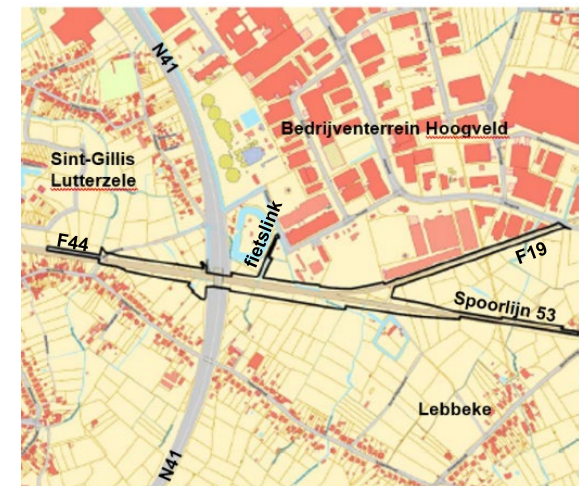 N41
Bedrijventerrein Hoogveld
Sint-Gillis
Lutterzele
fietslink
F44
F19
Spoorlijn 53
Lebbeke
N41